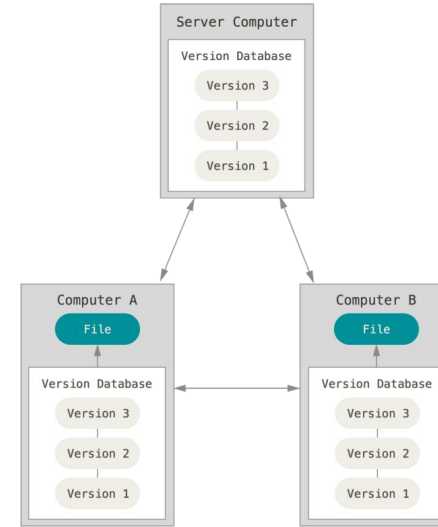 Server Computer
Version Database
Version 3
Version 2
Version 1
Computer A
File
Version Database
Version 3
Version 2
Version 1
Computer B
File
Version Database
Version 3
Version 2
Version 1